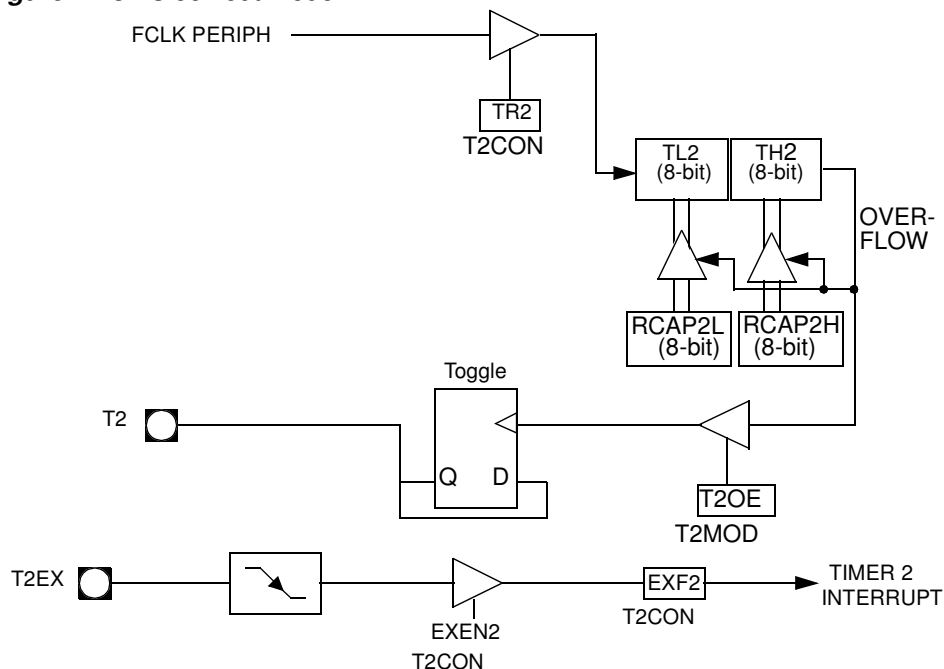 FCLK PERIPH
TR2
T2CON
TL2
(8-bit)
TH2
(8-bit)
OVER-
FLOW
RCAP2L
(8-bit)
RCAP2H
(8-bit)
Toggle
T2
Q D
T2OE
T2MOD
T2EX
EXEN2
T2CON
EXF2
T2CON
TIMER 2
INTERRUPT